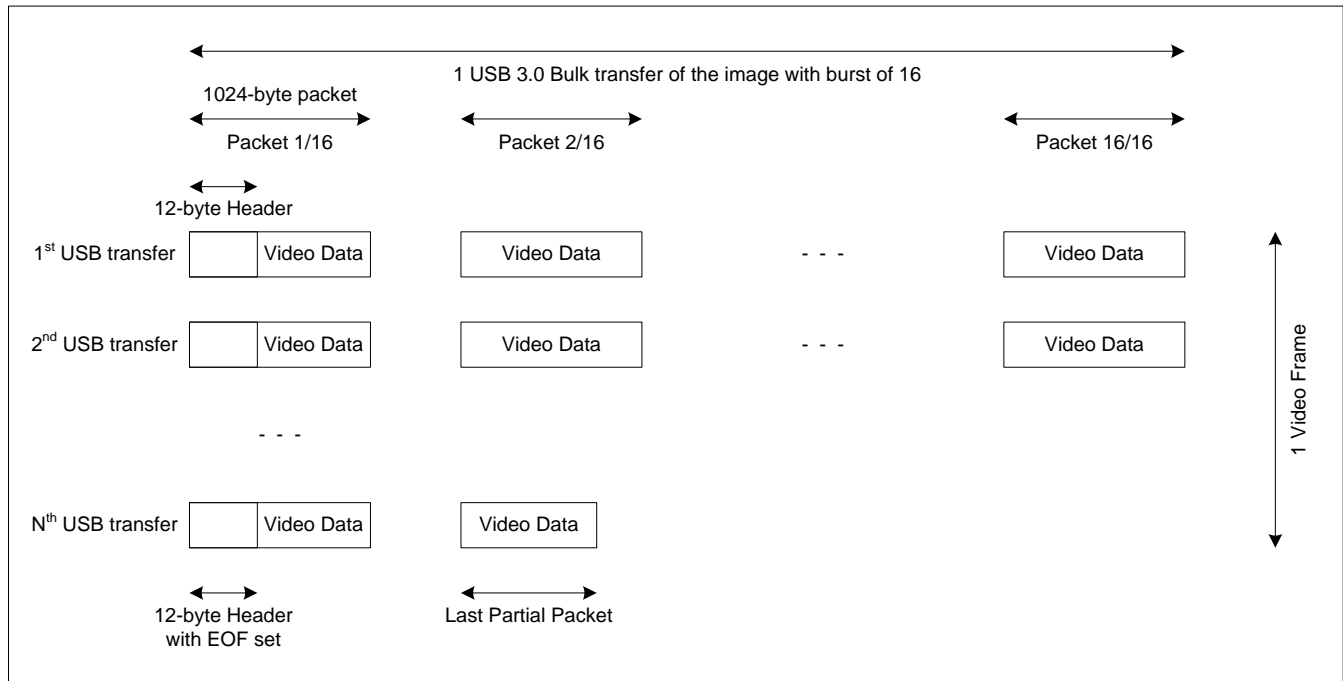 1 USB 3.0 Bulk transfer of the image with burst of 16
1024-byte packet
Packet 1/16
Packet 2/16
Packet 16/16
12-byte Header
1st USB transfer
Video Data
Video Data
- - -
Video Data
2nd USB transfer
Video Data
Video Data
- - -
Video Data
1 Video Frame
- - -
Nth USB transfer
Video Data
Video Data
12-byte Header
with EOF set
Last Partial Packet